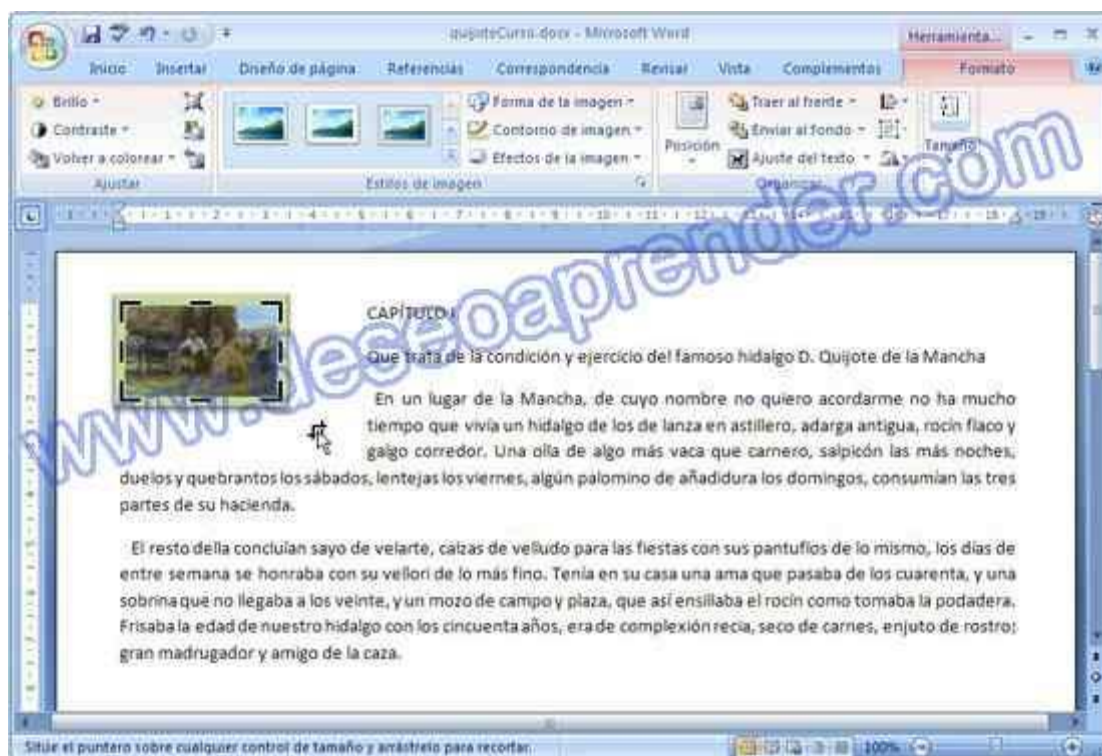 quijoteCurso.docx - Microsoft Word
Herramienta...
Inicio Insertar Diseño de página Referencias Correspondencia Revisar Vista Complementos Formato
Brillo
Contraste
Volver a colorear
Forma de la imagen
Contorno de imagen
Efectos de la imagen
Posición
Traer al frente
Enviar al fondo
Ajuste del texto
Tamaño
Ajustar Estilos de imagen Organizar
www.deseoaprender.com
CAPÍTULO I
Que trata de la condición y ejercicio del famoso hidalgo D. Quijote de la Mancha
En un lugar de la Mancha, de cuyo nombre no quiero acordarme no ha mucho
tiempo que vivía un hidalgo de los de lanza en astillero, adarga antigua, rocín flaco y
galgo corredor. Una olla de algo más vaca que carnero, salpicón las más noches,
duelos y quebrantos los sábados, lentejas los viernes, algún palomino de añadidura los domingos, consumían las tres
partes de su hacienda.
El resto della concluían sayo de velarte, calzas de velludo para las fiestas con sus pantuflos de lo mismo, los días de
entre semana se honraba con su vellori de lo más fino. Tenía en su casa una ama que pasaba de los cuarenta, y una
sobrina que no llegaba a los veinte, y un mozo de campo y plaza, que así ensillaba el rocín como tomaba la podadera.
Frisaba la edad de nuestro hidalgo con los cincuenta años, era de complexión recia, seco de carnes, enjuto de rostro;
gran madrugador y amigo de la caza.
Sitúe el puntero sobre cualquier control de tamaño y arrástrelo para recortar.
100%